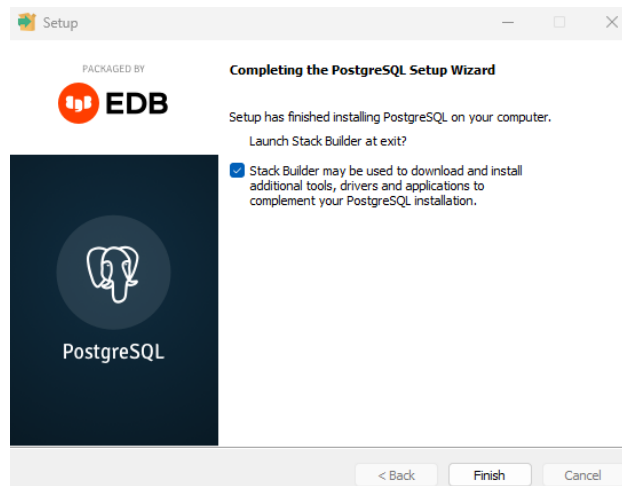 Setup
PACKAGED BY
EDB
Completing the PostgreSQL Setup Wizard
Setup has finished installing PostgreSQL on your computer.
Launch Stack Builder at exit?
Stack Builder may be used to download and install
additional tools, drivers and applications to
complement your PostgreSQL installation.
PostgreSQL
< Back
Finish
Cancel